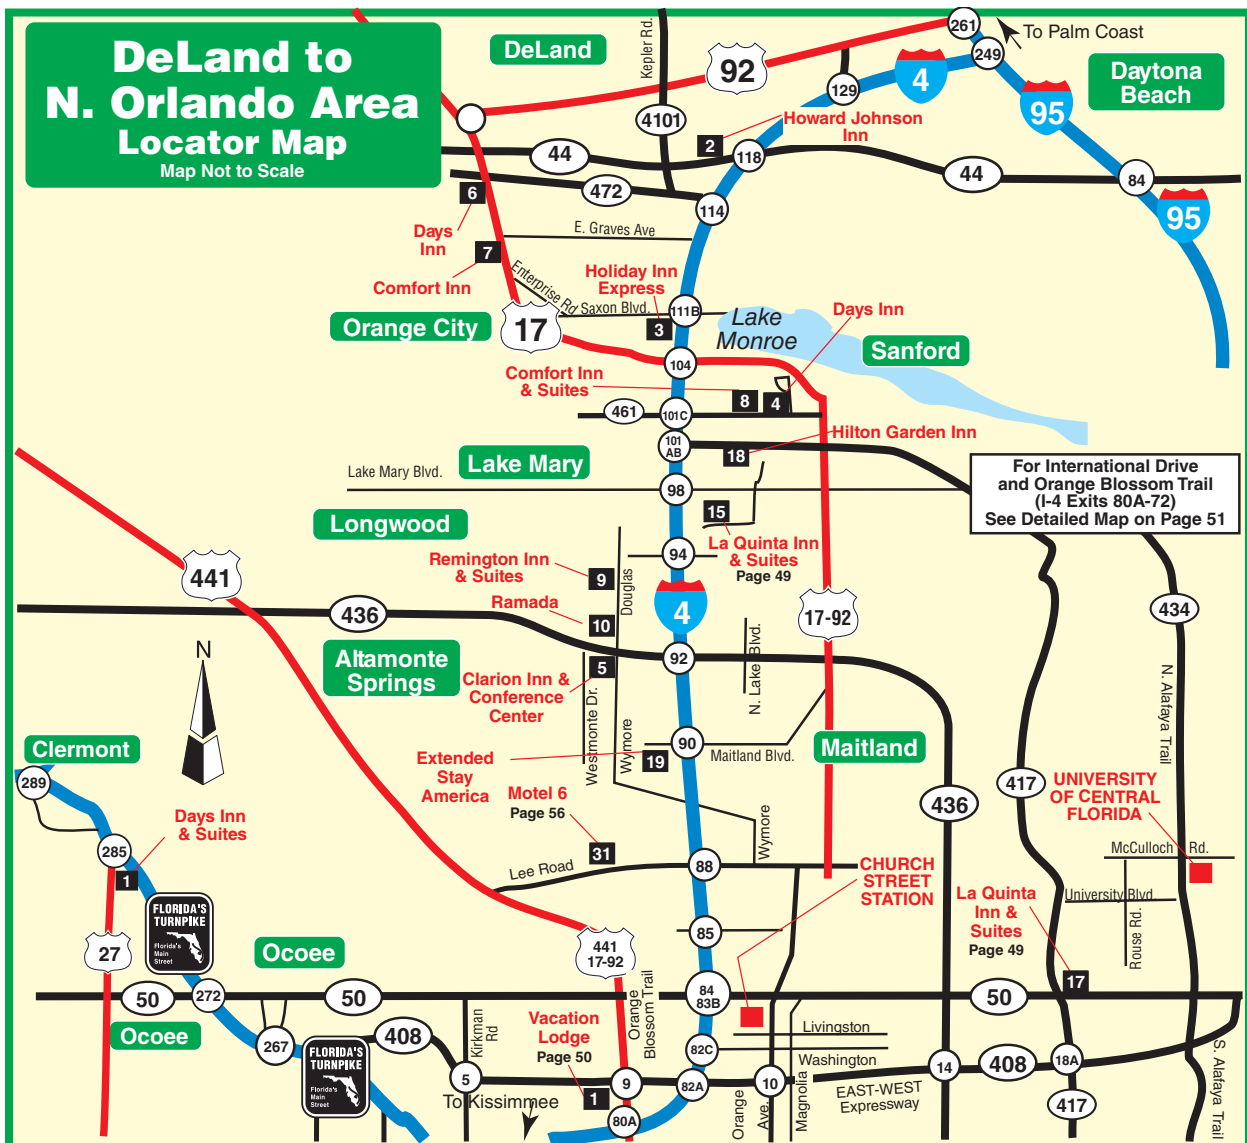 DeLand to
N. Orlando Area
Locator Map
Map Not to Scale
DeLand
Kepler Rd.
92
261
To Palm Coast
249
4
129
95
Daytona
Beach
4101
Howard Johnson
Inn
2
118
44
44
84
95
472
114
6
Days
Inn
E. Graves Ave
7
Comfort Inn
Enterprise Rd
Holiday Inn
Express
Saxon Blvd.
111B
3
Orange City
17
Lake
Monroe
Days Inn
Sanford
104
Comfort Inn
& Suites
8
4
461
101C
101
AB
18
Hilton Garden Inn
Lake Mary Blvd.
Lake Mary
98
For International Drive
and Orange Blossom Trail
(I-4 Exits 80A-72)
See Detailed Map on Page 51
Longwood
15
La Quinta Inn
& Suites
Page 49
94
Remington Inn
& Suites
9
Douglas
441
Ramada
10
4
17-92
436
434
N
Altamonte
Springs
5
Clarion Inn &
Conference
Center
92
N. Lake Blvd.
N. Alafaya Trail
Westmonte Dr.
Wymore
90
Maitland Blvd.
Maitland
19
Extended
Stay
America
Clermont
289
Motel 6
Page 56
31
417
436
UNIVERSITY
OF CENTRAL
FLORIDA
Days Inn
& Suites
285
1
Lee Road
88
Wymore
McCulloch Rd.
CHURCH
STREET
STATION
University Blvd.
Rouse Rd.
La Quinta
Inn &
Suites
Page 49
17
FLORIDA'S
TURNPIKE
Florida's
Main
Street
27
Ocoee
441
17-92
85
Orange
Blossom Trail
84
83B
50
272
50
50
Ocoee
267
408
Kirkman
Rd
Vacation
Lodge
Page 50
1
Livingston
82C
Washington
FLORIDA'S
TURNPIKE
Florida's
Main
Street
5
9
82A
10
14
408
18A
To Kissimmee
80A
Orange
Ave.
Magnolia
EAST-WEST
Expressway
417
S. Alafaya Trail